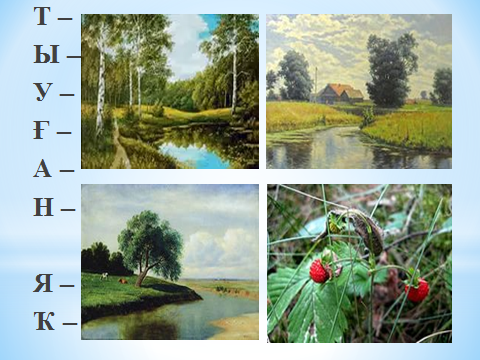 Т –
Ы –
У –
Ғ –
А –
Н –
Я –
Ҡ –